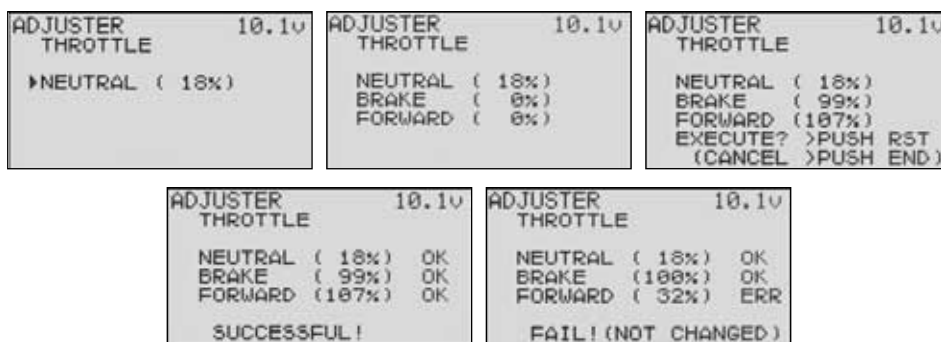 ADJUSTER 10.1v
THROTTLE
▶NEUTRAL ( 18%)
ADJUSTER 10.1v
THROTTLE
NEUTRAL ( 18%)
BRAKE ( 0%)
FORWARD ( 0%)
ADJUSTER 10.1v
THROTTLE
NEUTRAL ( 18%)
BRAKE ( 99%)
FORWARD (107%)
EXECUTE? >PUSH RST
(CANCEL >PUSH END)
ADJUSTER 10.1v
THROTTLE
NEUTRAL ( 18%) OK
BRAKE ( 99%) OK
FORWARD (107%) OK
SUCCESSFUL!
ADJUSTER 10.1v
THROTTLE
NEUTRAL ( 18%) OK
BRAKE (100%) OK
FORWARD ( 32%) ERR
FAIL!(NOT CHANGED)